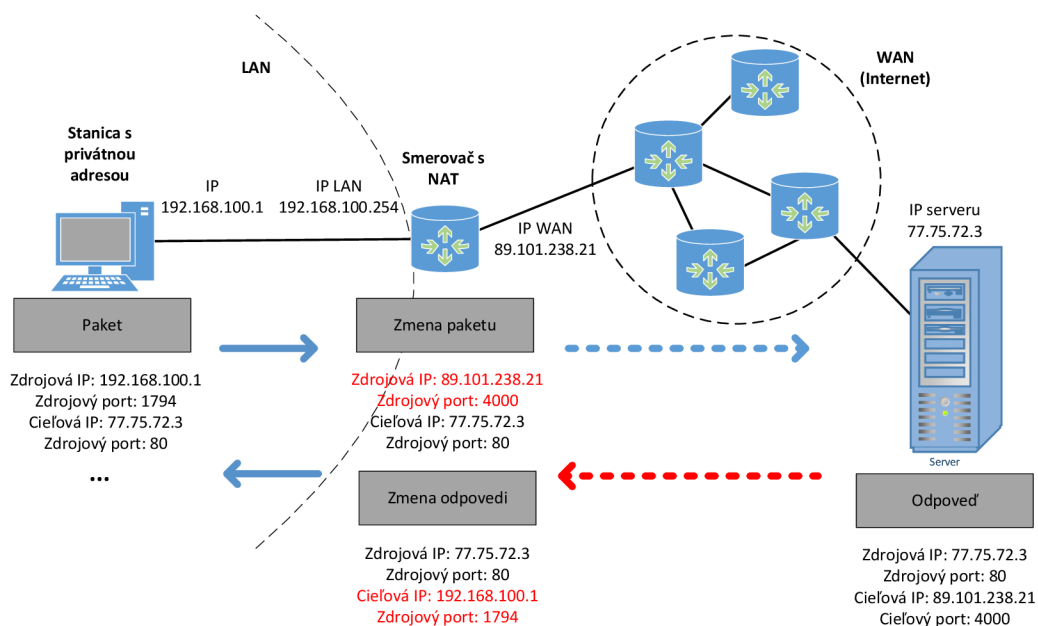 LAN
WAN
(Internet)
Stanica s
privátnou
adresou
Smerovač s
NAT
IP
192.168.100.1
IP LAN
192.168.100.254
IP WAN
89.101.238.21
IP serveru
77.75.72.3
Paket
Zmena paketu
Zdrojová IP: 192.168.100.1
Zdrojový port: 1794
Cieľová IP: 77.75.72.3
Zdrojový port: 80
...
Zdrojová IP: 89.101.238.21
Zdrojový port: 4000
Cieľová IP: 77.75.72.3
Zdrojový port: 80
Server
Zmena odpovedi
Odpoveď
Zdrojová IP: 77.75.72.3
Zdrojový port: 80
Cieľová IP: 192.168.100.1
Zdrojový port: 1794
Zdrojová IP: 77.75.72.3
Zdrojový port: 80
Cieľová IP: 89.101.238.21
Cieľový port: 4000